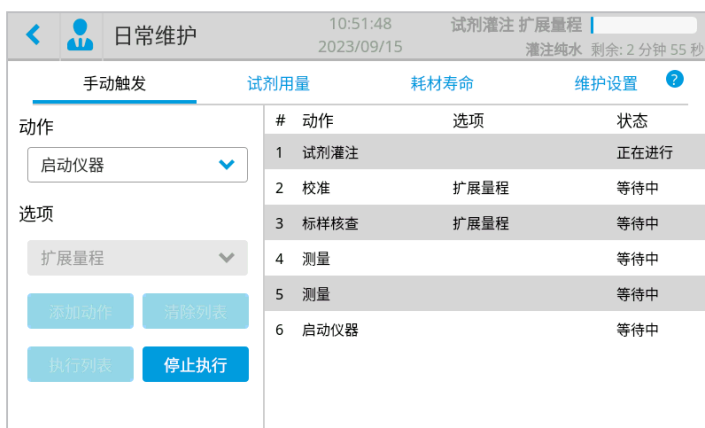 日常维护
10:51:48
2023/09/15
试剂灌注 扩展量程
灌注纯水 剩余: 2 分钟 55 秒
手动触发 试剂用量 耗材寿命 维护设置 ?
动作
启动仪器
选项
扩展量程
添加动作 清除列表
执行列表 停止执行
# 动作 选项 状态
1 试剂灌注 正在进行
2 校准 扩展量程 等待中
3 标样核查 扩展量程 等待中
4 测量 等待中
5 测量 等待中
6 启动仪器 等待中